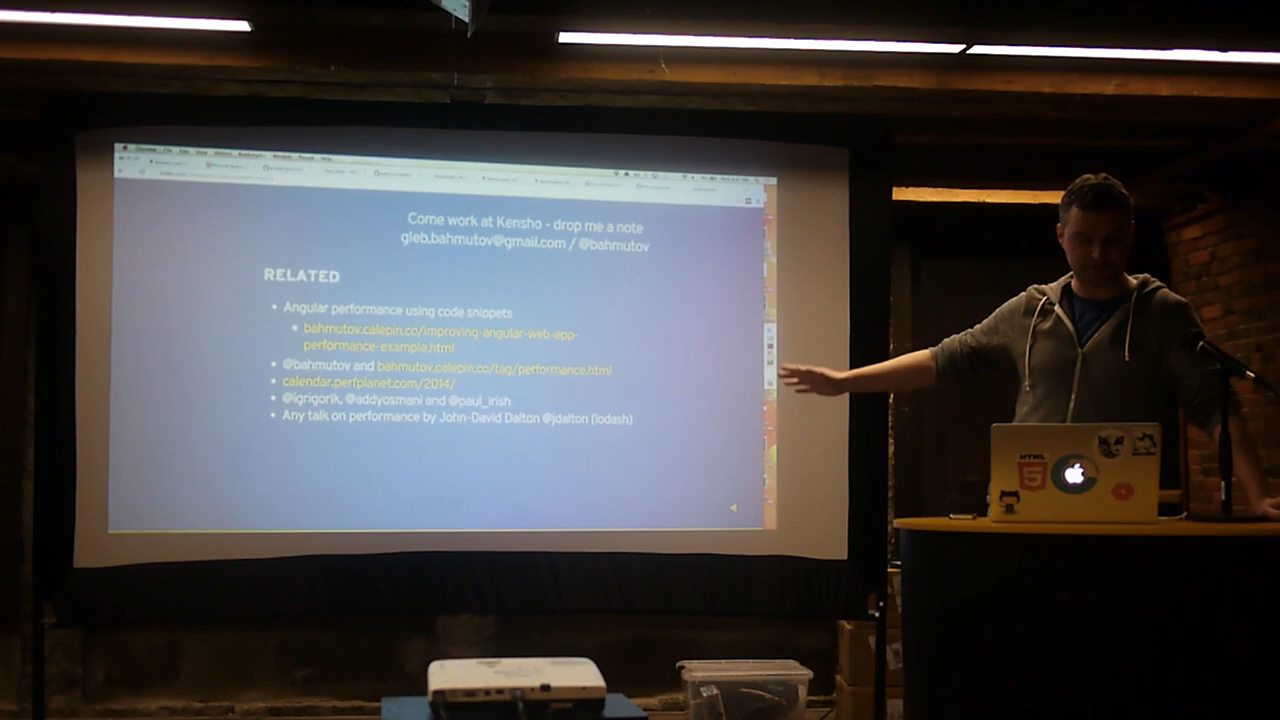 Come work at Kensho - drop me a note
gleb.bahmutov@gmail.com / @bahmutov
RELATED
• Angular performance using code snippets
• bahmutov.calepin.co/improving-angular-web-app-
performance-example.html
• @bahmutov and bahmutov.calepin.co/tag/performance.html
• calendar.perfplanet.com/2014/
• @igrigorik, @addyosmani and @paul_irish
• Any talk on performance by John-David Dalton @jdalton (lodash)
HTML
5